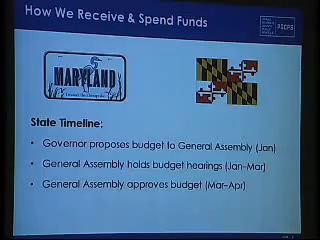 How We Receive & Spend Funds
PGCPS
MARYLAND
State Timeline:
• Governor proposes budget to General Assembly (Jan)
• General Assembly holds budget hearings (Jan-Mar)
• General Assembly approves budget (Mar-Apr)